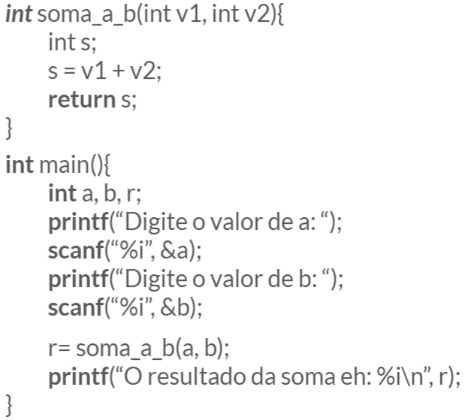 int soma_a_b(int v1, int v2){
int s;
s = v1 + v2;
return s;
}
int main(){
int a, b, r;
printf(“Digite o valor de a: “);
scanf(“%i”, &a);
printf(“Digite o valor de b: “);
scanf(“%i”, &b);
r= soma_a_b(a, b);
printf(“O resultado da soma eh: %i\n”, r);
}